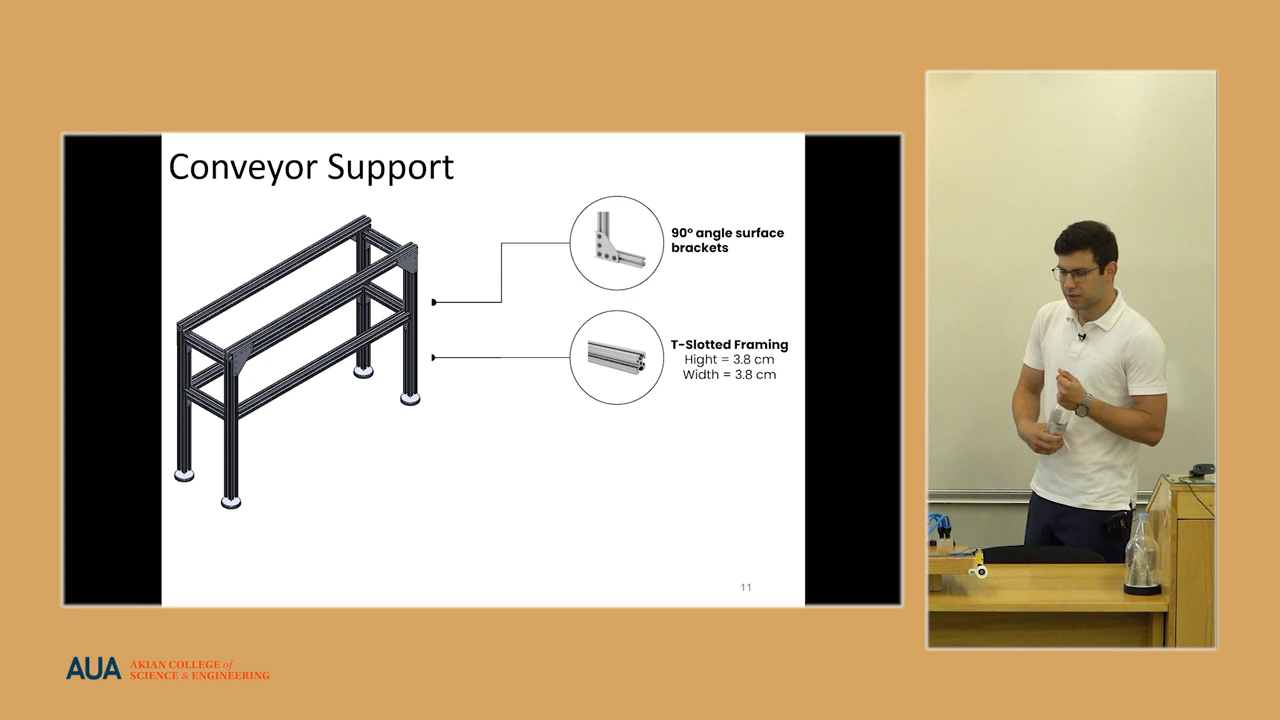 Conveyor Support
90° angle surface
brackets
T-Slotted Framing
Hight = 3.8 cm
Width = 3.8 cm
11
AUA
AKIAN COLLEGE of
SCIENCE & ENGINEERING